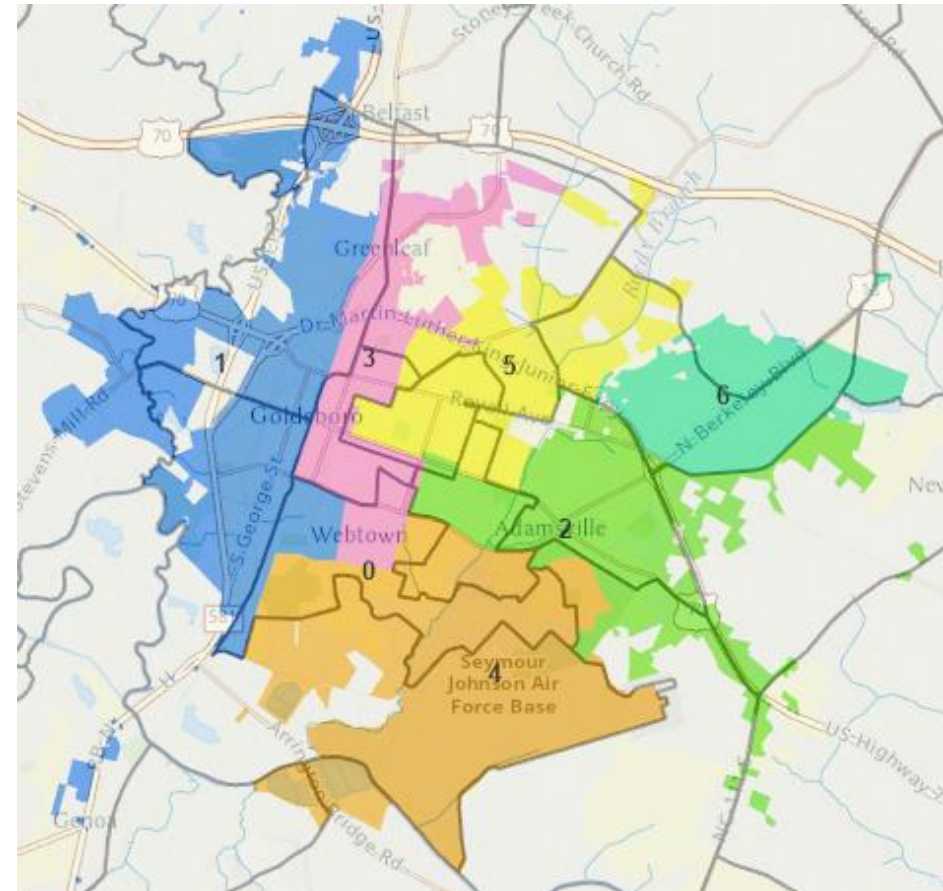 Stoney Creek Church Rd
Belfast
70
70
Greenleaf
Reedy Branch
Dr Martin Luther King Junior
1
3
5
6
Royall Ave
N Berkeley Blvd
Goldsboro
Stevens Mill Rd
S George St
New
Webtown
Adamsville
2
0
581
Seymour
Johnson Air
Force Base
4
US Highway
Arrington Bridge Rd
Genoa